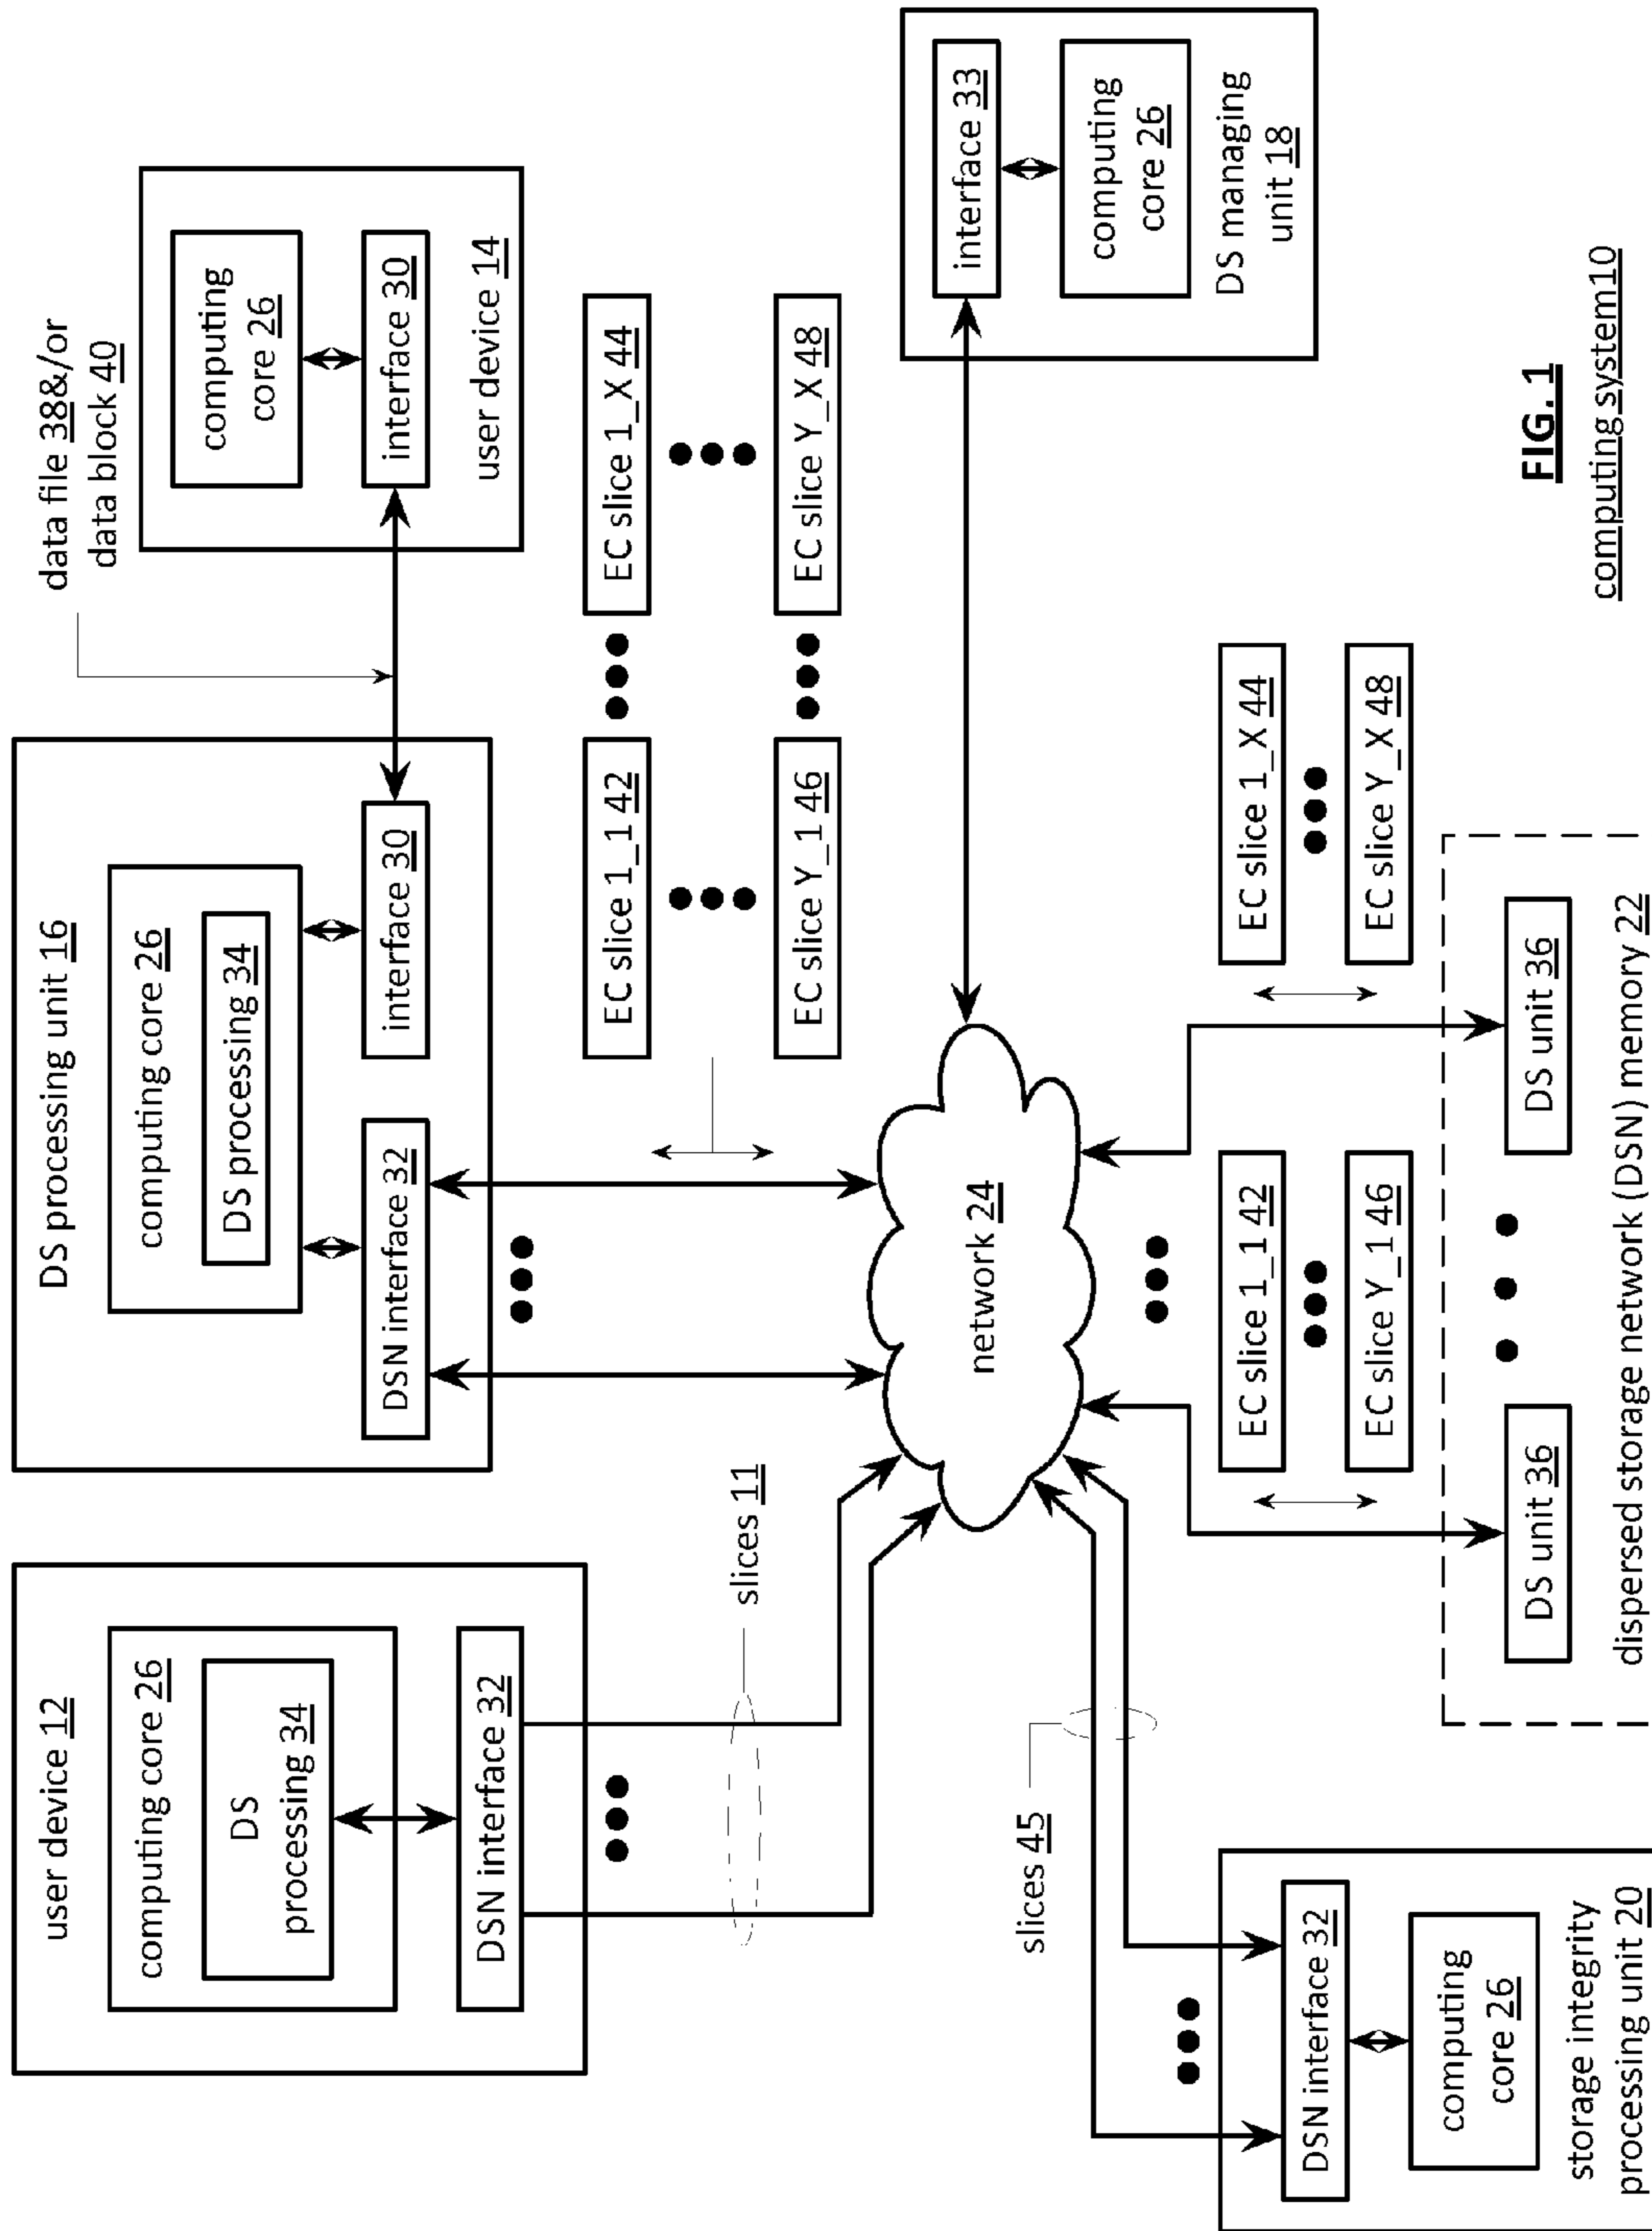 user device 12
computing core 26
DS
processing 34
DSN interface 32
slices 11
DS processing unit 16
computing core 26
DS processing 34
DSN interface 32
interface 30
data file 38&/or
data block 40
computing
core 26
interface 30
user device 14
EC slice 1_1 42
EC slice 1_X 44
EC slice Y_1 46
EC slice Y_X 48
network 24
interface 33
computing
core 26
DS managing
unit 18
slices 45
DSN interface 32
computing
core 26
storage integrity
processing unit 20
EC slice 1_1 42
EC slice Y_1 46
EC slice 1_X 44
EC slice Y_X 48
DS unit 36
DS unit 36
dispersed storage network (DSN) memory 22
FIG. 1
computing system10